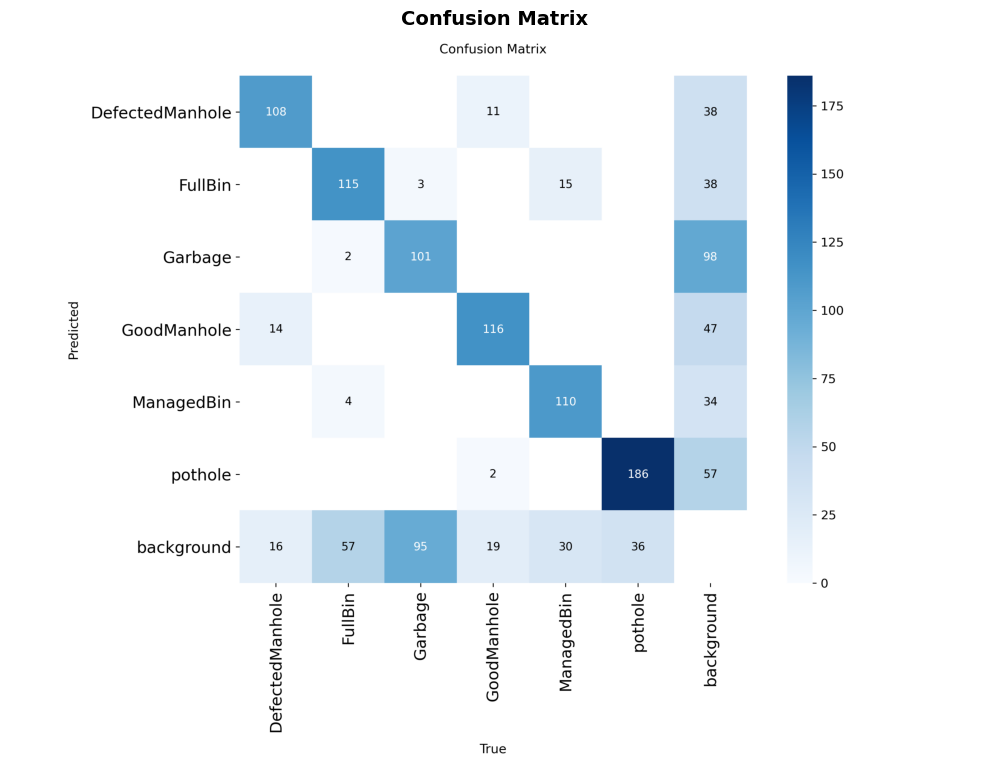 Confusion Matrix
Confusion Matrix
DefectedManhole 108 11 38
FullBin 115 3 15 38
Garbage 2 101 98
GoodManhole 14 116 47
ManagedBin 4 110 34
pothole 2 186 57
background 16 57 95 19 30 36
Predicted
DefectedManhole
FullBin
Garbage
GoodManhole
ManagedBin
pothole
background
True
175
150
125
100
75
50
25
0